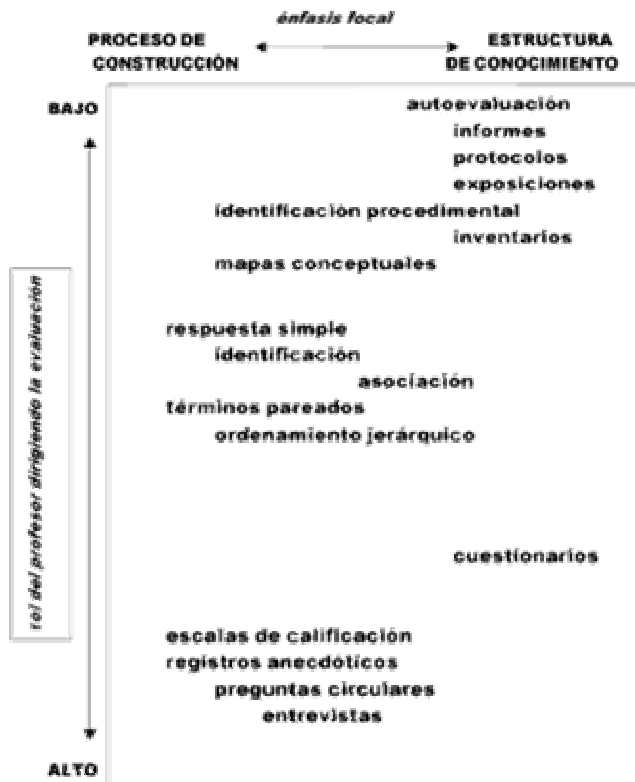 énfasis local
PROCESO DE CONSTRUCCIÓN
ESTRUCTURA DE CONOCIMIENTO
BAJO
autoevaluación
informes
protocolos
exposiciones
identificación procedimental
inventarios
mapas conceptuales
rol del profesor dirigiendo la evaluación
respuesta simple
identificación
asociación
términos pareados
ordenamiento jerárquico
cuestionarios
escalas de calificación
registros anecdóticos
preguntas circulares
entrevistas
ALTO